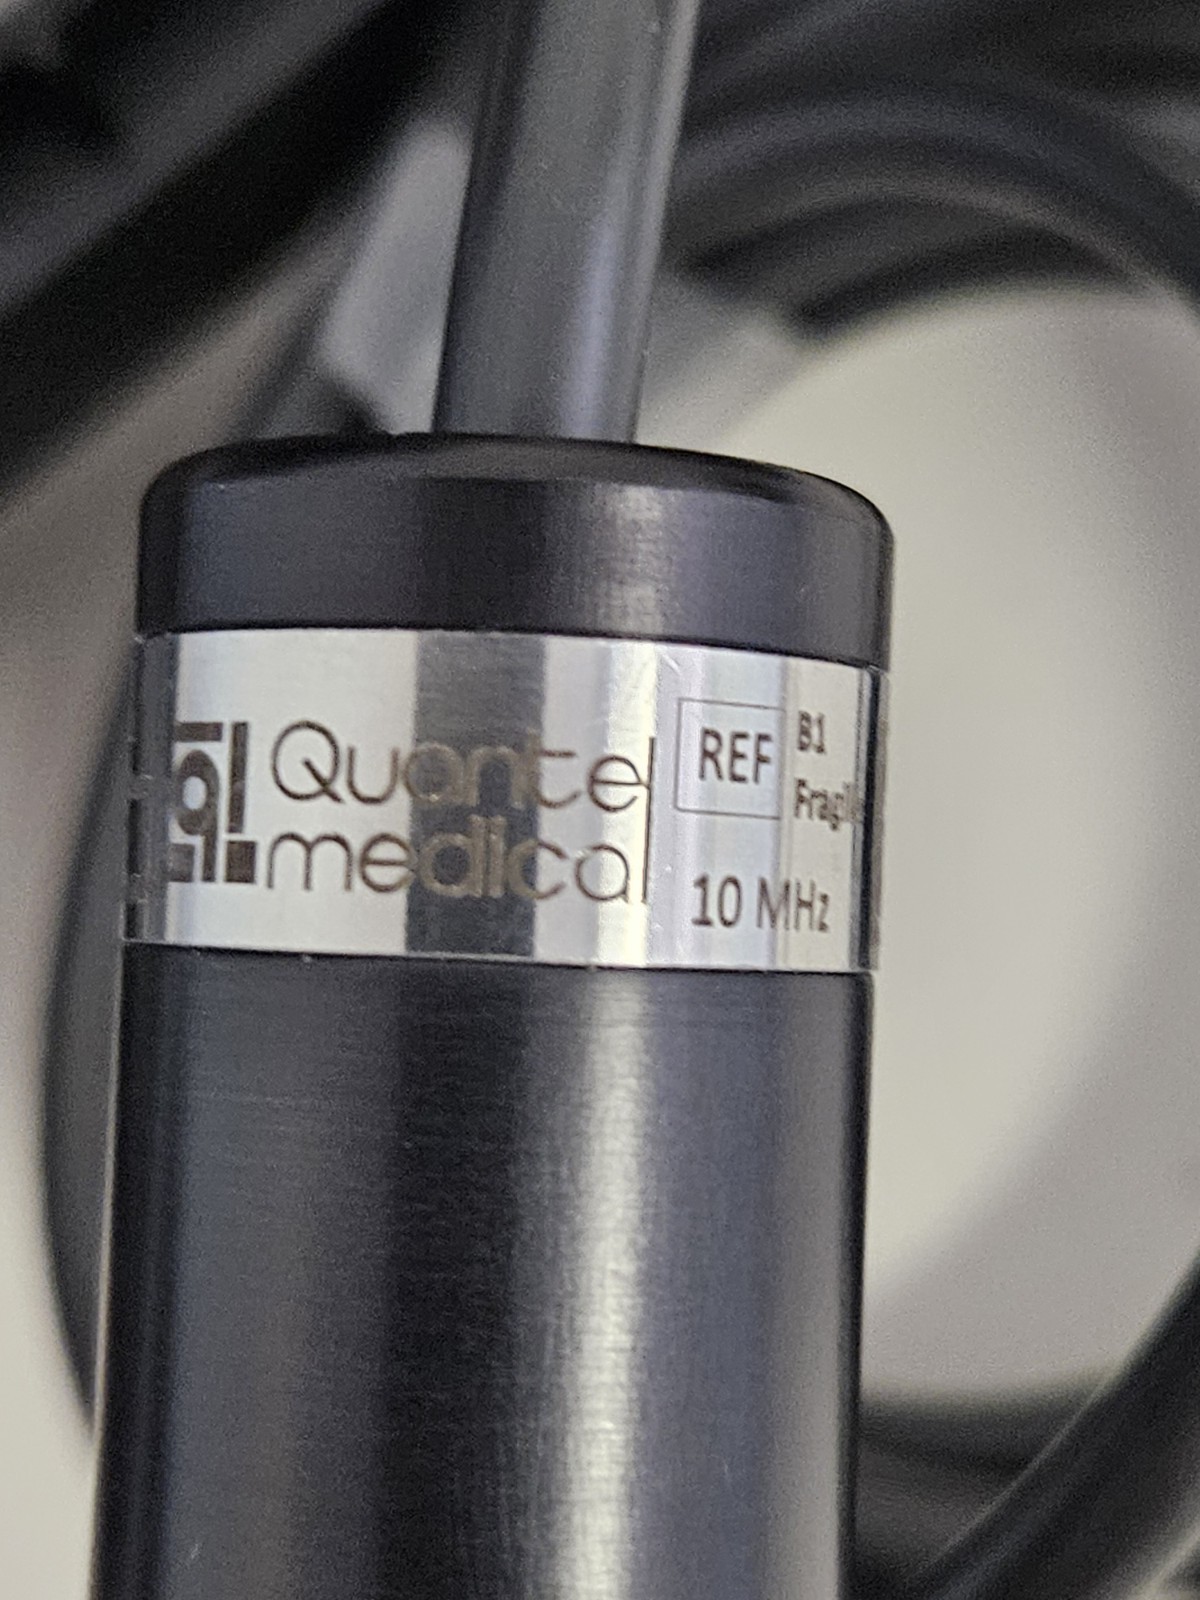 Quantel
medical
REF
B1
10 MHz